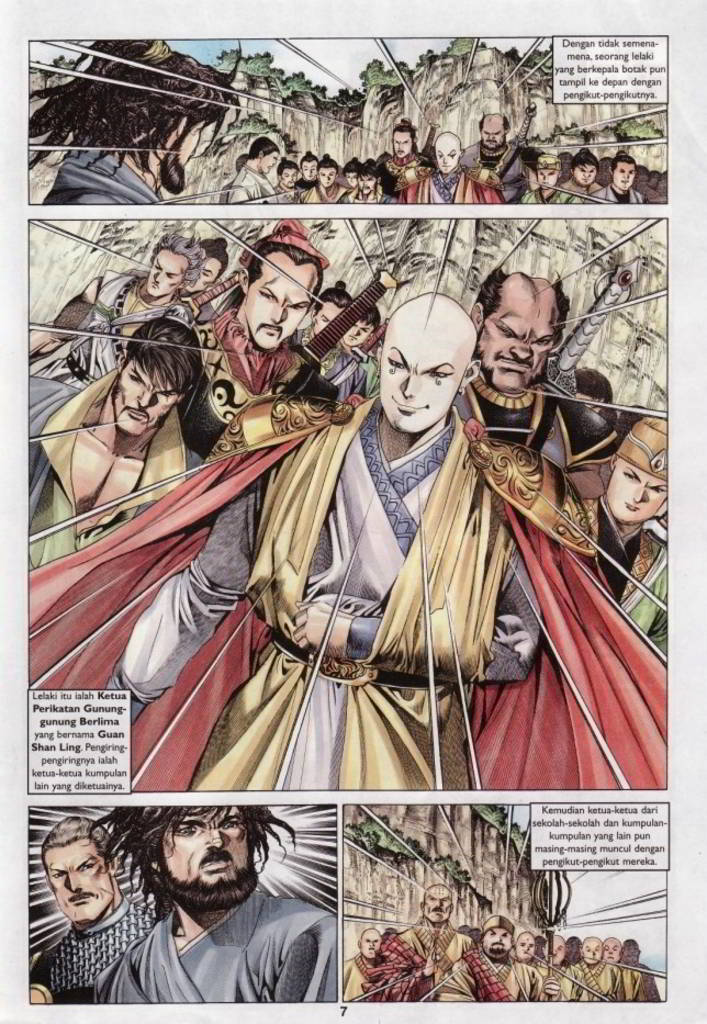 Dengan tidak semena-
mena, seorang lelaki
yang berkepala botak pun
tampil ke depan dengan
pengikut-pengikutnya.
Lelaki itu ialah Ketua
Perikatan Gunung-
gunung Berlima
yang bernama Guan
Shan Ling. Pengiring-
pengiringnya ialah
ketua-ketua kumpulan
lain yang diketuainya.
Kemudian ketua-ketua dari
sekolah-sekolah dan kumpulan-
kumpulan yang lain pun
masing-masing muncul dengan
pengikut-pengikut mereka.
7